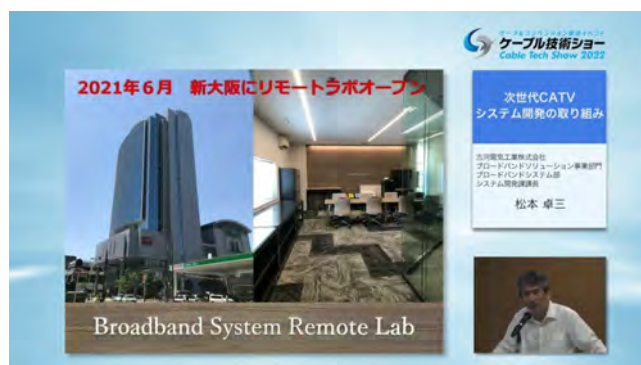 ケーブル技術ショー
Cable Tech Show 2022
2021年6月 新大阪にリモートラボオープン
Broadband System Remote Lab
次世代CATV
システム開発の取り組み
古河電気工業株式会社
ブロードバンドソリューション事業部門
ブロードバンドシステム部
システム開発課課長
松本 卓三